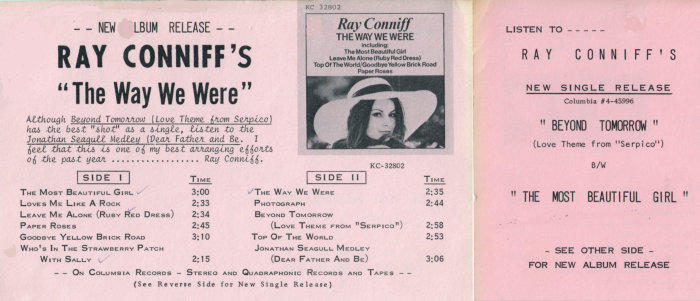 -- NEW ALBUM RELEASE --
RAY CONNIFF'S
"The Way We Were"
Although Beyond Tomorrow (Love Theme from Serpico)
has the best "shot" as a single, listen to the
Jonathan Seagull Medley (Dear Father and Be. I
feel that this is one of my best arranging efforts
of the past year ................. Ray Conniff.
KC 32802
Ray Conniff
THE WAY WE WERE
including:
The Most Beautiful Girl
Leave Me Alone (Ruby Red Dress)
Top Of The World/Goodbye Yellow Brick Road
Paper Roses
KC-32802
SIDE I TIME
THE MOST BEAUTIFUL GIRL 3:00
LOVES ME LIKE A ROCK 2:33
LEAVE ME ALONE (RUBY RED DRESS) 2:34
PAPER ROSES 2:45
GOODBYE YELLOW BRICK ROAD 3:10
WHO'S IN THE STRAWBERRY PATCH
WITH SALLY 2:15
SIDE II TIME
THE WAY WE WERE 2:35
PHOTOGRAPH 2:44
BEYOND TOMORROW
(LOVE THEME FROM "SERPICO") 2:58
TOP OF THE WORLD 2:53
JONATHAN SEAGULL MEDLEY
(DEAR FATHER AND BE) 3:06
-- ON COLUMBIA RECORDS - STEREO AND QUADRAPHONIC RECORDS AND TAPES --
(See Reverse Side for New Single Release)
LISTEN TO -----
RAY CONNIFF'S
NEW SINGLE RELEASE
Columbia #4-45996
"BEYOND TOMORROW"
(Love Theme from "Serpico")
B/W
"THE MOST BEAUTIFUL GIRL"
- SEE OTHER SIDE -
FOR NEW ALBUM RELEASE